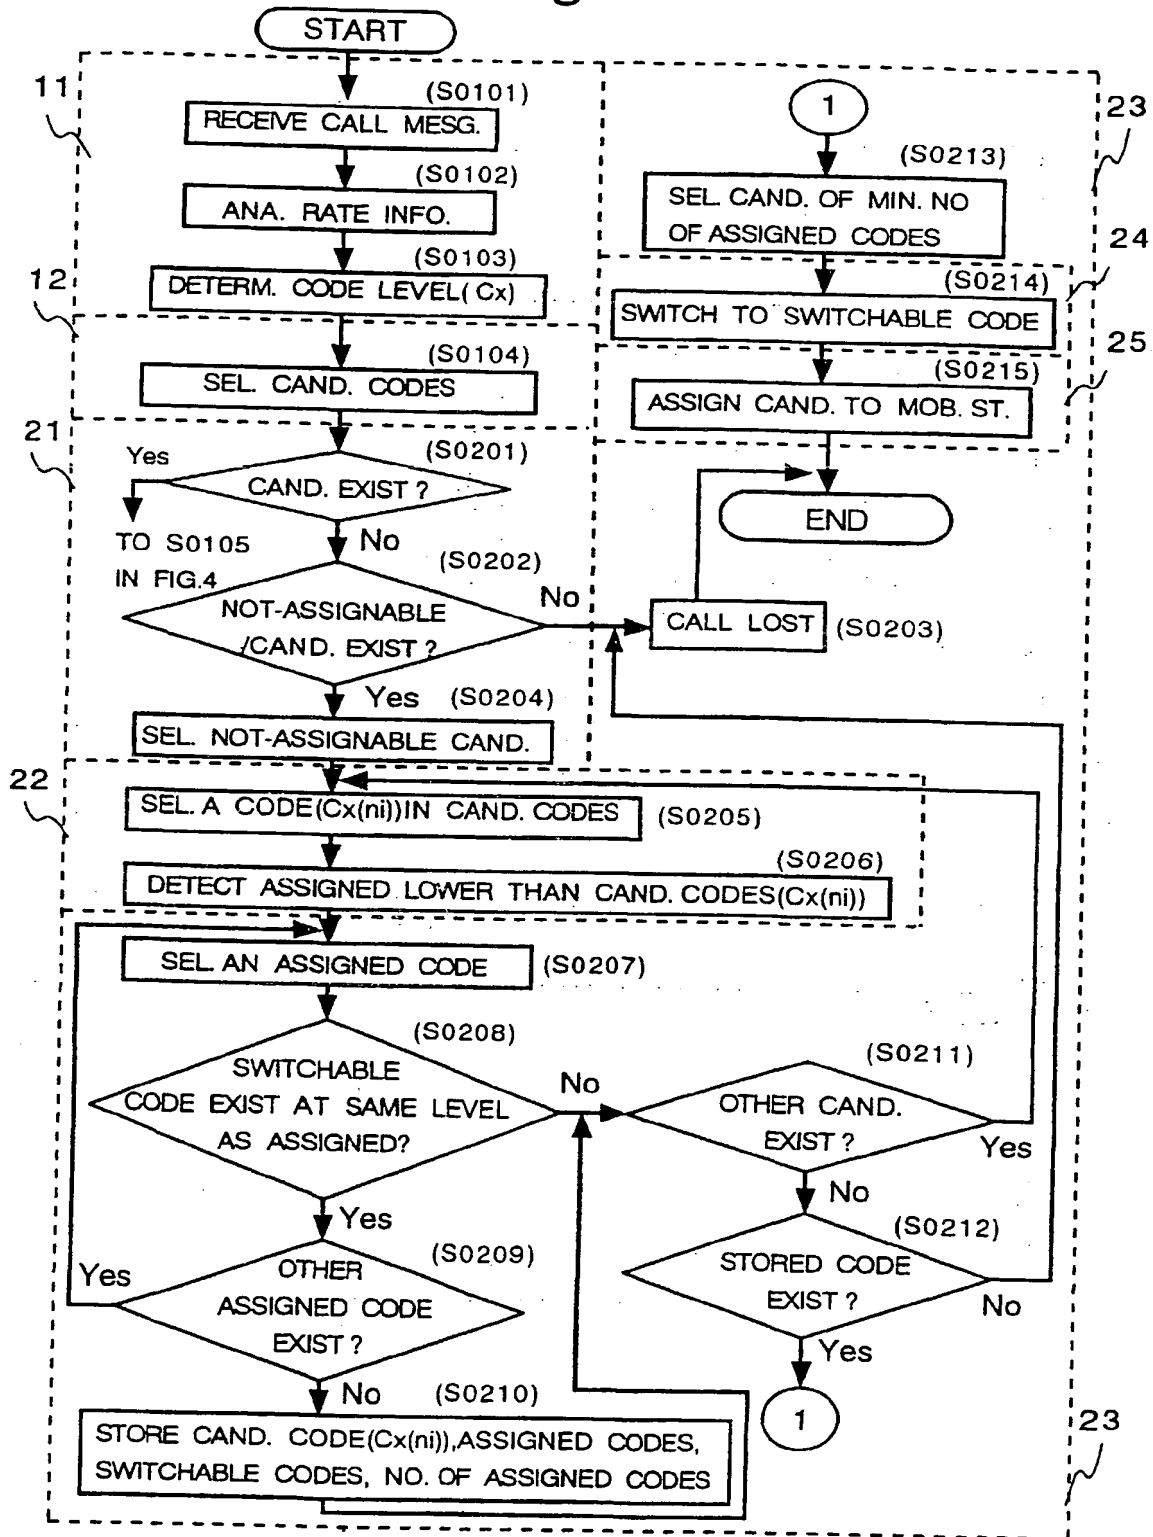 START
11
(S0101)
RECEIVE CALL MESG.
(S0102)
ANA. RATE INFO.
(S0103)
DETERM. CODE LEVEL(Cx)
12
(S0104)
SEL. CAND. CODES
21
(S0201)
Yes
CAND. EXIST ?
TO S0105
IN FIG.4
No
(S0202)
NOT-ASSIGNABLE
/CAND. EXIST ?
No
Yes
(S0204)
SEL. NOT-ASSIGNABLE CAND.
22
SEL. A CODE(Cx(ni))IN CAND. CODES
(S0205)
(S0206)
DETECT ASSIGNED LOWER THAN CAND. CODES(Cx(ni))
SEL. AN ASSIGNED CODE
(S0207)
(S0208)
SWITCHABLE
CODE EXIST AT SAME LEVEL
AS ASSIGNED?
No
Yes
(S0209)
Yes
OTHER
ASSIGNED CODE
EXIST ?
No
(S0210)
STORE CAND. CODE(Cx(ni)),ASSIGNED CODES,
SWITCHABLE CODES, NO. OF ASSIGNED CODES
(S0211)
OTHER CAND.
EXIST ?
Yes
No
(S0212)
STORED CODE
EXIST ?
No
Yes
1
23
1
23
(S0213)
SEL. CAND. OF MIN. NO
OF ASSIGNED CODES
24
(S0214)
SWITCH TO SWITCHABLE CODE
25
(S0215)
ASSIGN CAND. TO MOB. ST.
END
CALL LOST
(S0203)